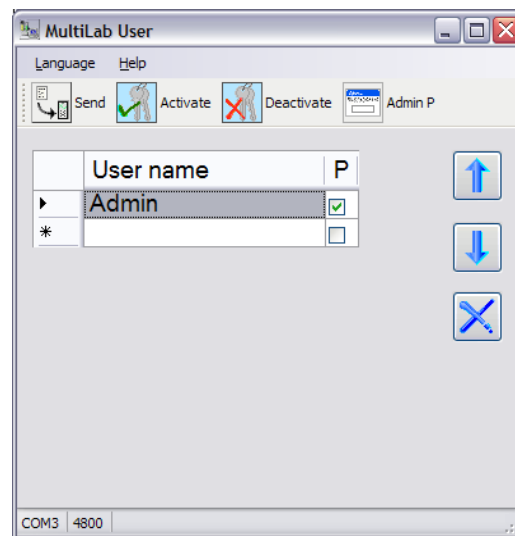 MultiLab User
Language Help
Send Activate Deactivate Admin P
User name P
Admin
*
COM3 4800